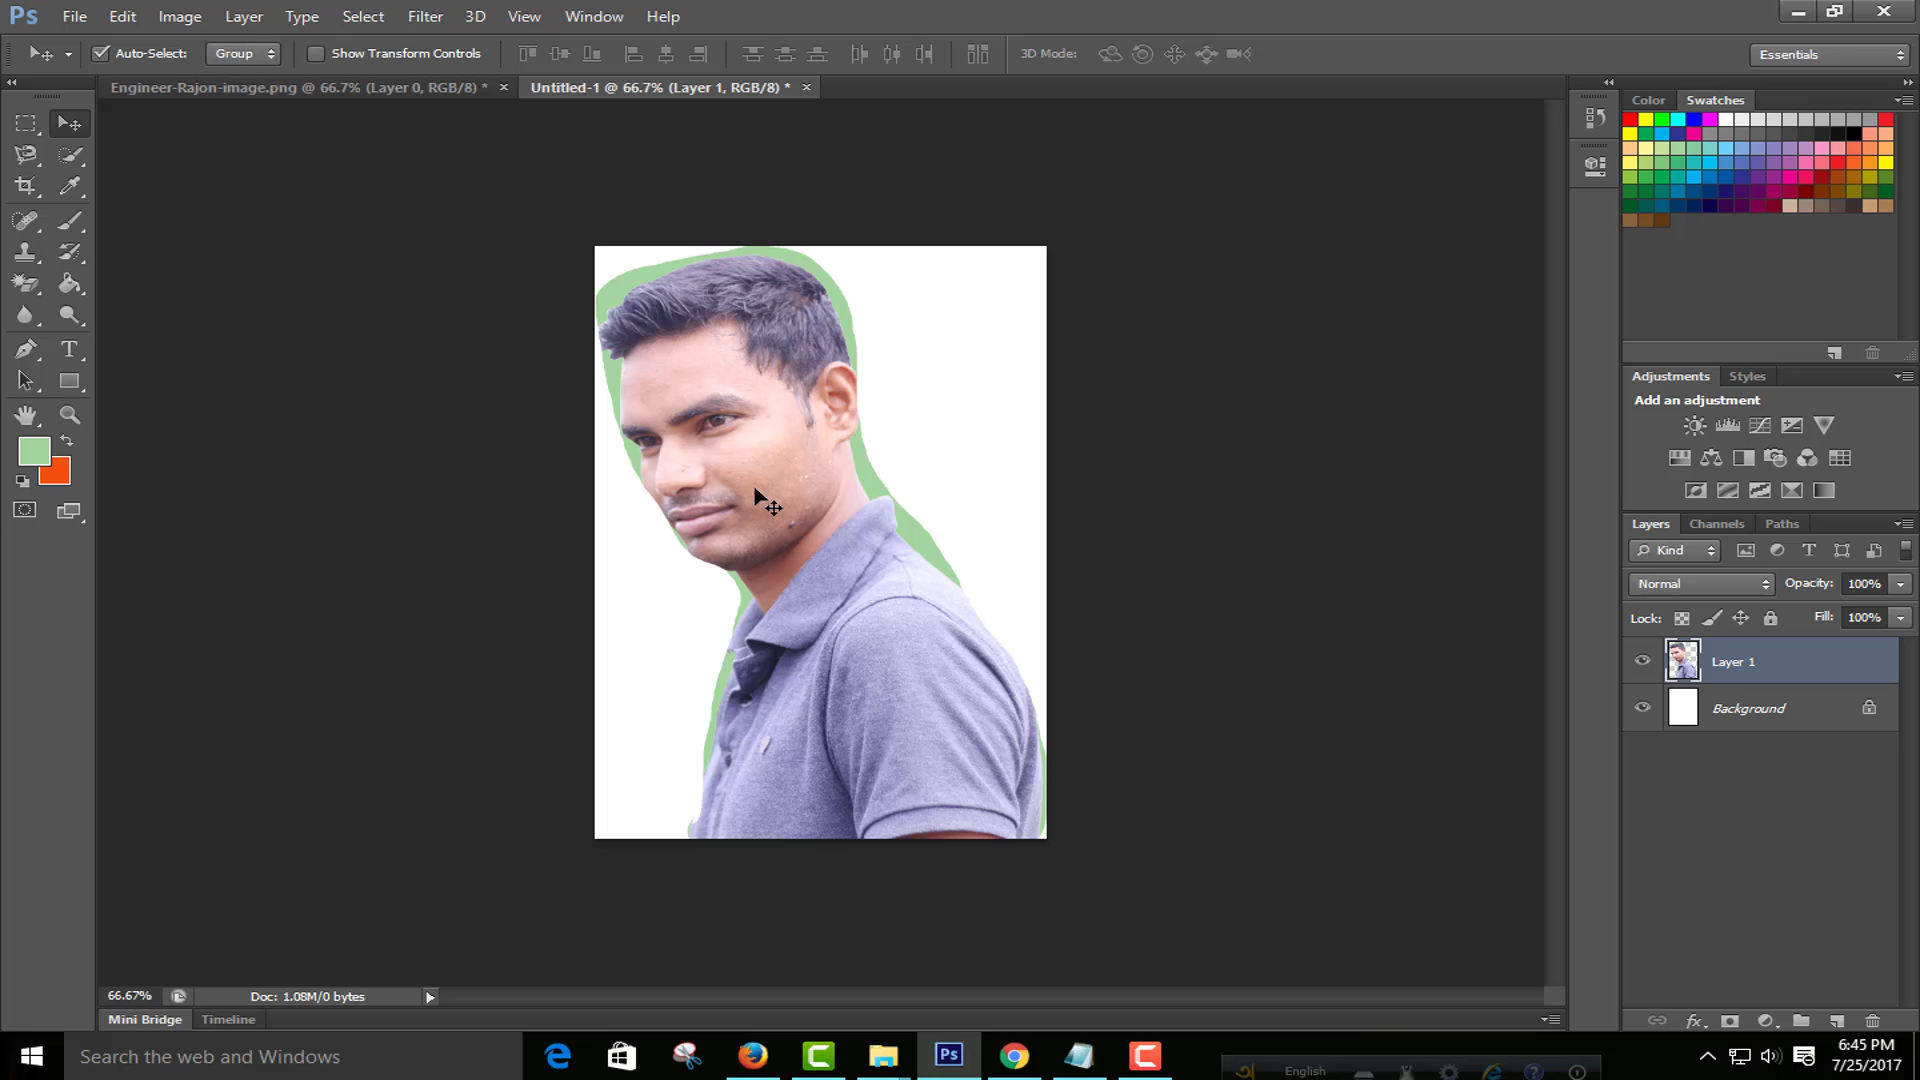 Ps File Edit Image Layer Type Select Filter 3D View Window Help
Auto-Select: Group Show Transform Controls 3D Mode: Essentials
Engineer-Rajon-image.png @ 66.7% (Layer 0, RGB/8) * × Untitled-1 @ 66.7% (Layer 1, RGB/8) * ×
Color Swatches
Adjustments Styles
Add an adjustment
Layers Channels Paths
Kind
Normal Opacity: 100%
Lock: Fill: 100%
Layer 1
Background
66.67% Doc: 1.08M/0 bytes
Mini Bridge Timeline
Search the web and Windows
Ps
English
6:45 PM
7/25/2017